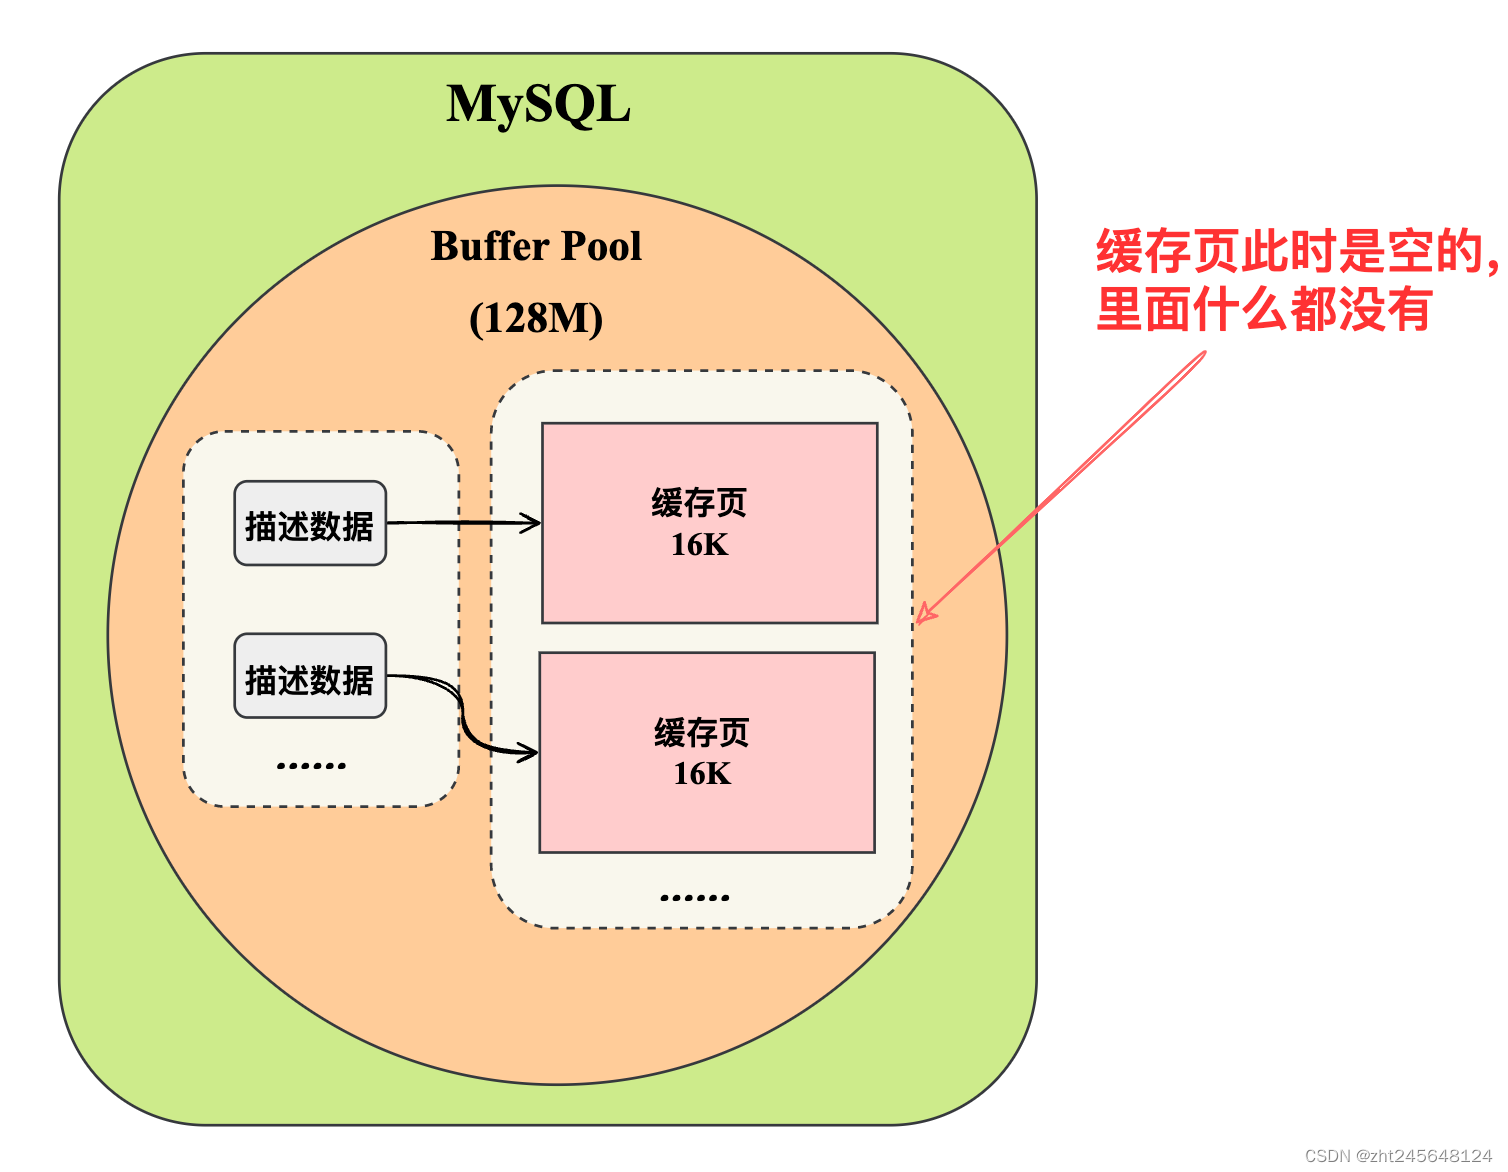 MySQL
Buffer Pool
(128M)
缓存页此时是空的,
里面什么都没有
描述数据
缓存页
16K
描述数据
......
缓存页
16K
......
CSDN @zht245648124